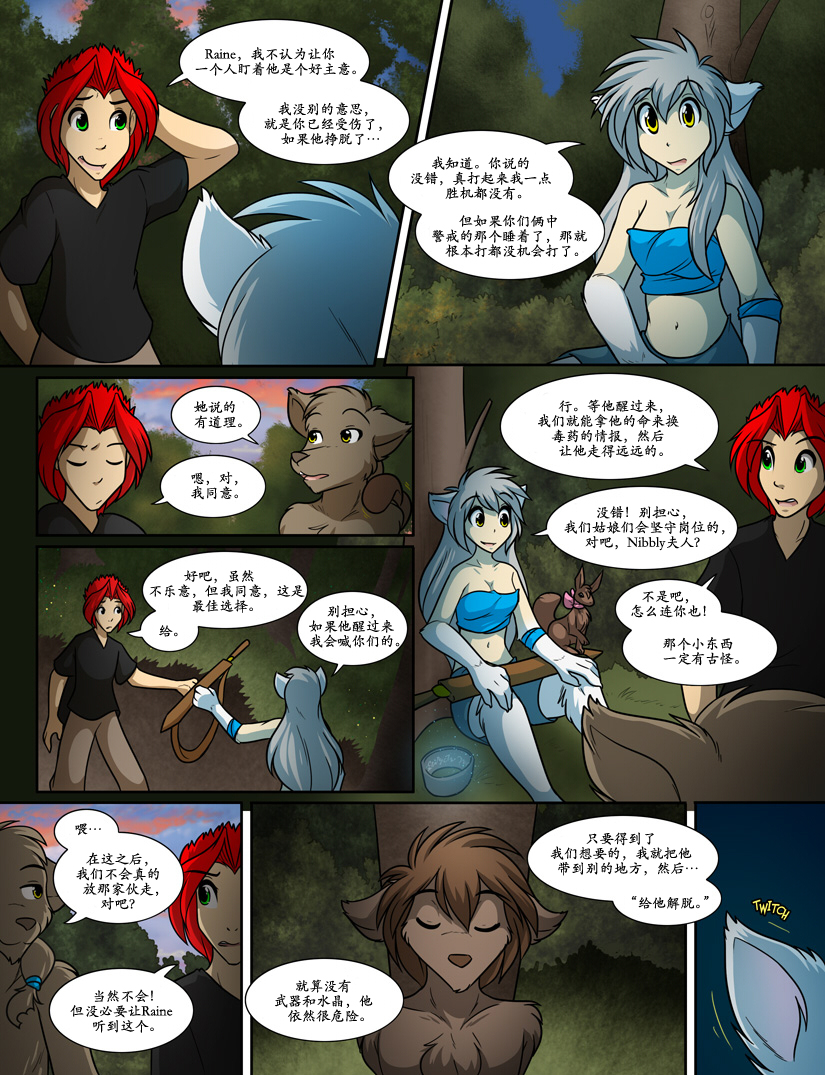 Raine，我不认为让你
一个人盯着他是个好主意。
我没别的意思，
就是你已经受伤了，
如果他挣脱了…
我知道。你说的
没错，真打起来我一点
胜机都没有。
但如果你们俩中
警戒的那个睡着了，那就
根本打都没机会打了。
她说的
有道理。
嗯，对，
我同意。
好吧，虽然
不乐意，但我同意，这是
最佳选择。
给。
别担心，
如果他醒过来
我会喊你们的。
行。等他醒过来，
我们就能拿他的命来换
毒药的情报，然后
让他走得远远的。
没错！别担心，
我们姑娘们会坚守岗位的，
对吧，Nibbly夫人？
不是吧，
怎么连你也！
那个小东西
一定有古怪。
喂…
在这之后，
我们不会真的
放那家伙走，
对吧？
当然不会！
但没必要让Raine
听到这个。
只要得到了
我们想要的，我就把他
带到别的地方，然后…
“给他解脱。”
就算没有
武器和水晶，他
依然很危险。
TWITCH